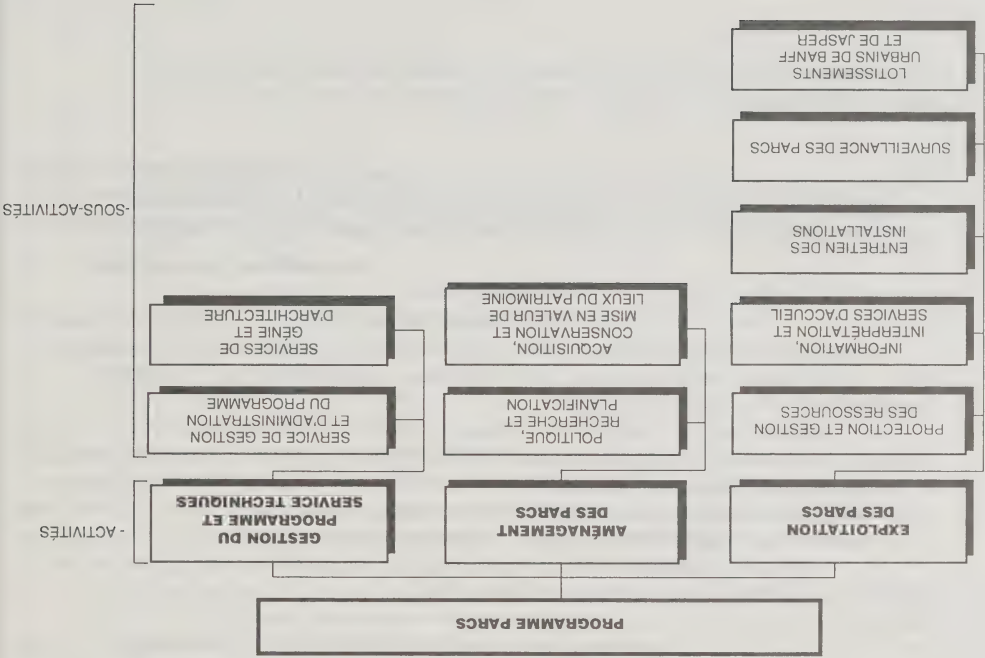 PROGRAMME PARCS
EXPLOITATION
DES PARCS
AMÉNAGEMENT
DES PARCS
GESTION DU
PROGRAMME ET
SERVICE TECHNIQUES
- ACTIVITÉS
PROTECTION ET GESTION
DES RESSOURCES
INFORMATION,
INTERPRÉTATION ET
SERVICES D'ACCUEIL
ENTRETIEN DES
INSTALLATIONS
SURVEILLANCE DES PARCS
LOTISSEMENTS
URBAINS DE BANFF
ET DE JASPER
POLITIQUE,
RECHERCHE ET
PLANIFICATION
ACQUISITION,
CONSERVATION ET
MISE EN VALEUR DE
LIEUX DU PATRIMOINE
SERVICE DE GESTION
ET D'ADMINISTRATION
DU PROGRAMME
SERVICES DE
GÉNIE ET
D'ARCHITECTURE
-SOUS-ACTIVITÉS